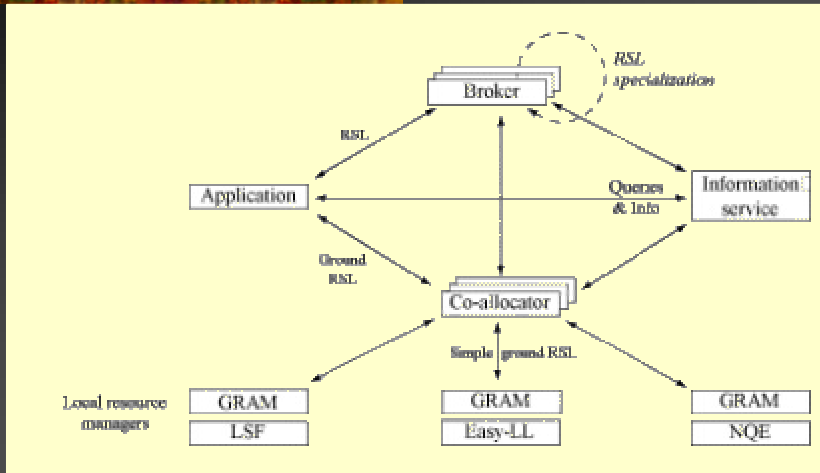 RSL
specialization
Broker
RSL
Application
Queries
& Info
Information
service
Ground
RSL
Co-allocator
Simple ground RSL
Local resource
managers
GRAM
GRAM
GRAM
LSF
Easy-LL
NQE